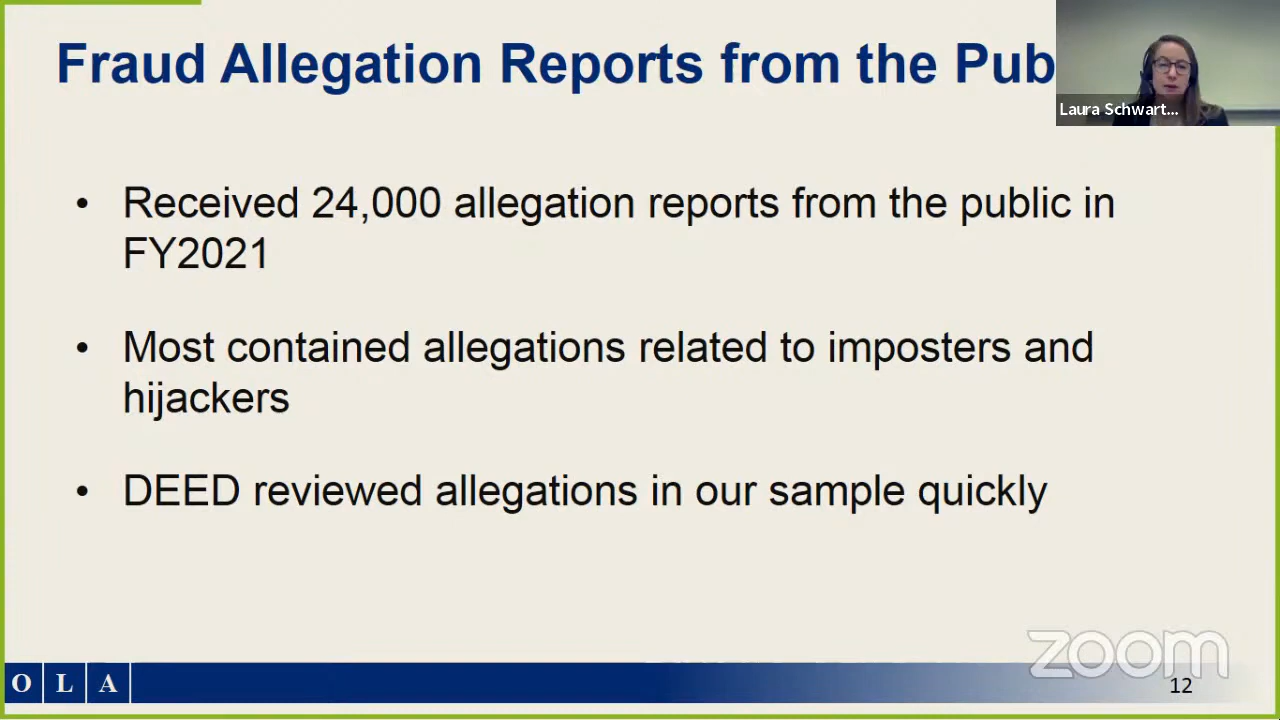 Fraud Allegation Reports from the Pub
Laura Schwart...
• Received 24,000 allegation reports from the public in
FY2021
• Most contained allegations related to imposters and
hijackers
• DEED reviewed allegations in our sample quickly
zoom
O L A
12